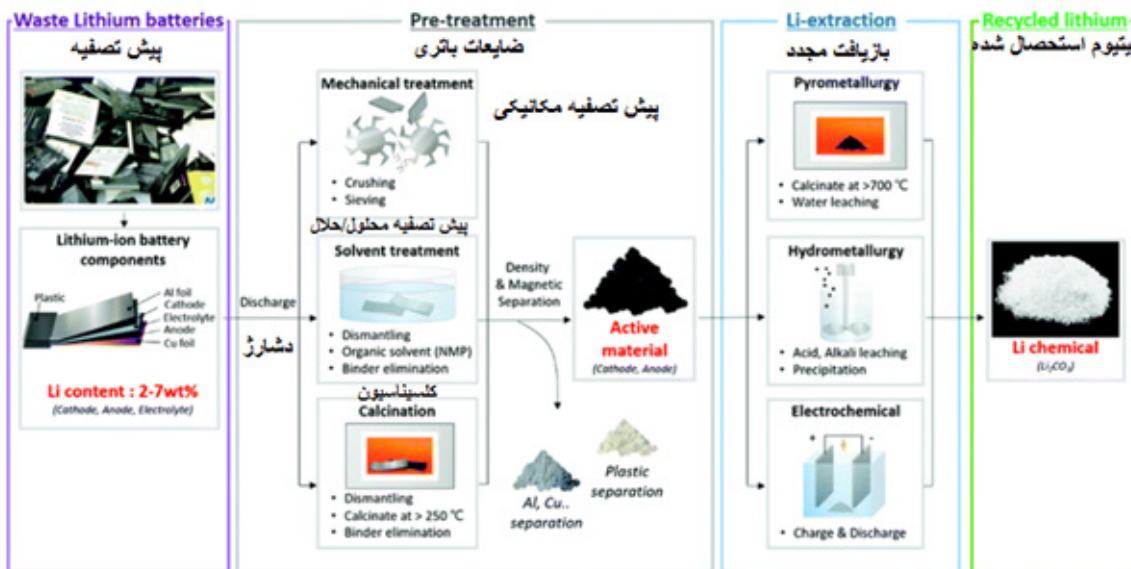 Waste Lithium batteries
پیش تصفیه
Lithium-ion battery
components
Plastic
Al foil
Cathode
Electrolyte
Anode
Cu foil
Li content : 2-7wt%
(Cathode, Anode, Electrolyte)
Discharge
دشارژ
Pre-treatment
ضایعات باتری
Mechanical treatment
پیش تصفیه مکانیکی
• Crushing
• Sieving
پیش تصفیه محلول/حلال
Solvent treatment
• Dismantling
• Organic solvent (NMP)
• Binder elimination
کلسیناسیون
Calcination
• Dismantling
• Calcinate at > 250 ℃
• Binder elimination
Density
& Magnetic
Separation
Active
material
(Cathode, Anode)
Plastic
separation
Al, Cu..
separation
Li-extraction
بازیافت مجدد
Pyrometallurgy
• Calcinate at >700 ℃
• Water leaching
Hydrometallurgy
• Acid, Alkali leaching
• Precipitation
Electrochemical
+ -
• Charge & Discharge
Recycled lithium
یتیوم استحصال شده
Li chemical
(Li₂CO₃)